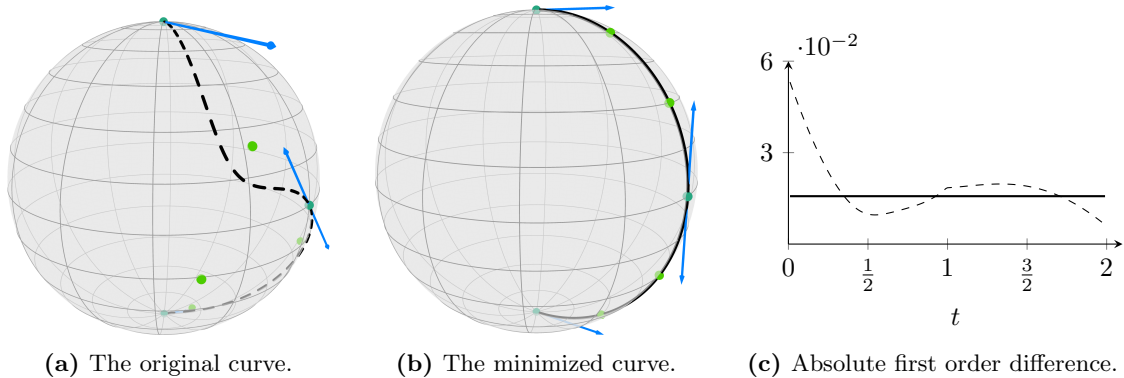 ·10−2
6
3
0
1/2
1
3/2
2
t
(a) The original curve.
(b) The minimized curve.
(c) Absolute first order difference.